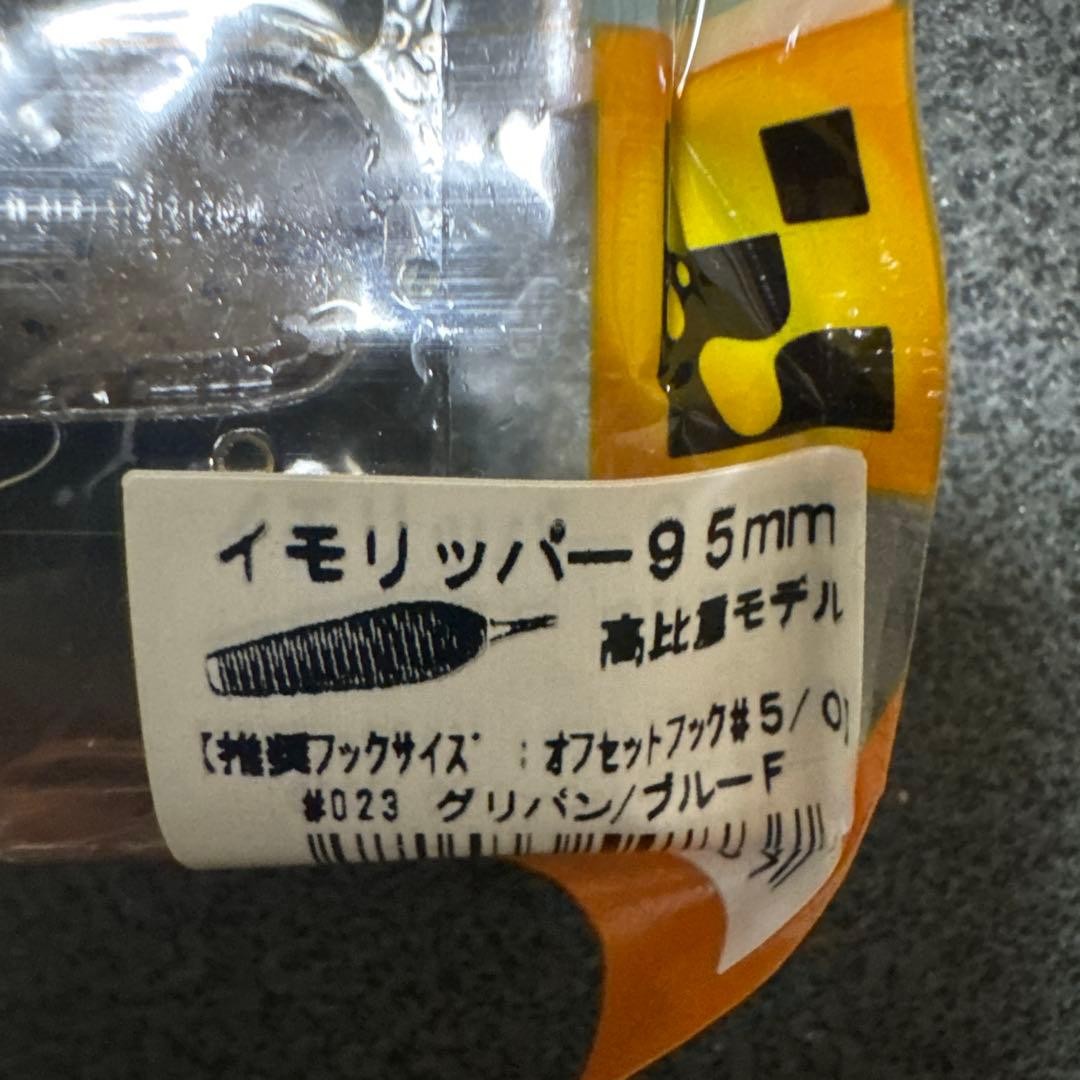 イモリッパー95mm
高比重モデル
【推奨フックサイズ:オフセットフック#5/0
#023 グリパン/ブルーF